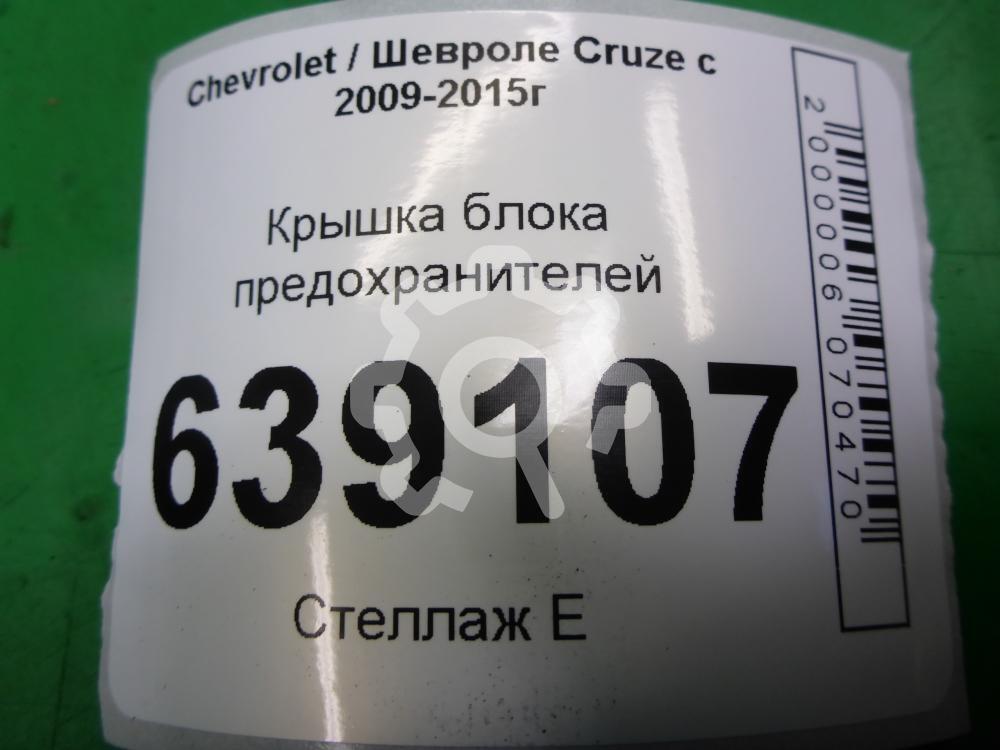 Chevrolet / Шевроле Cruze с
2009-2015г
Крышка блока
предохранителей
639107
Стеллаж Е
2000006070470